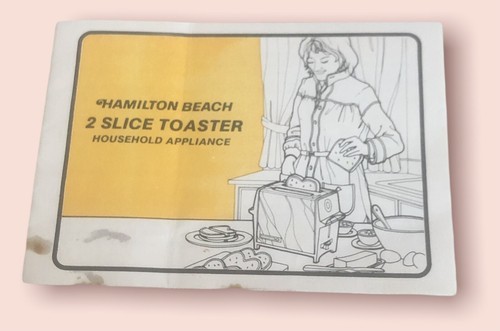 HAMILTON BEACH
2 SLICE TOASTER
HOUSEHOLD APPLIANCE